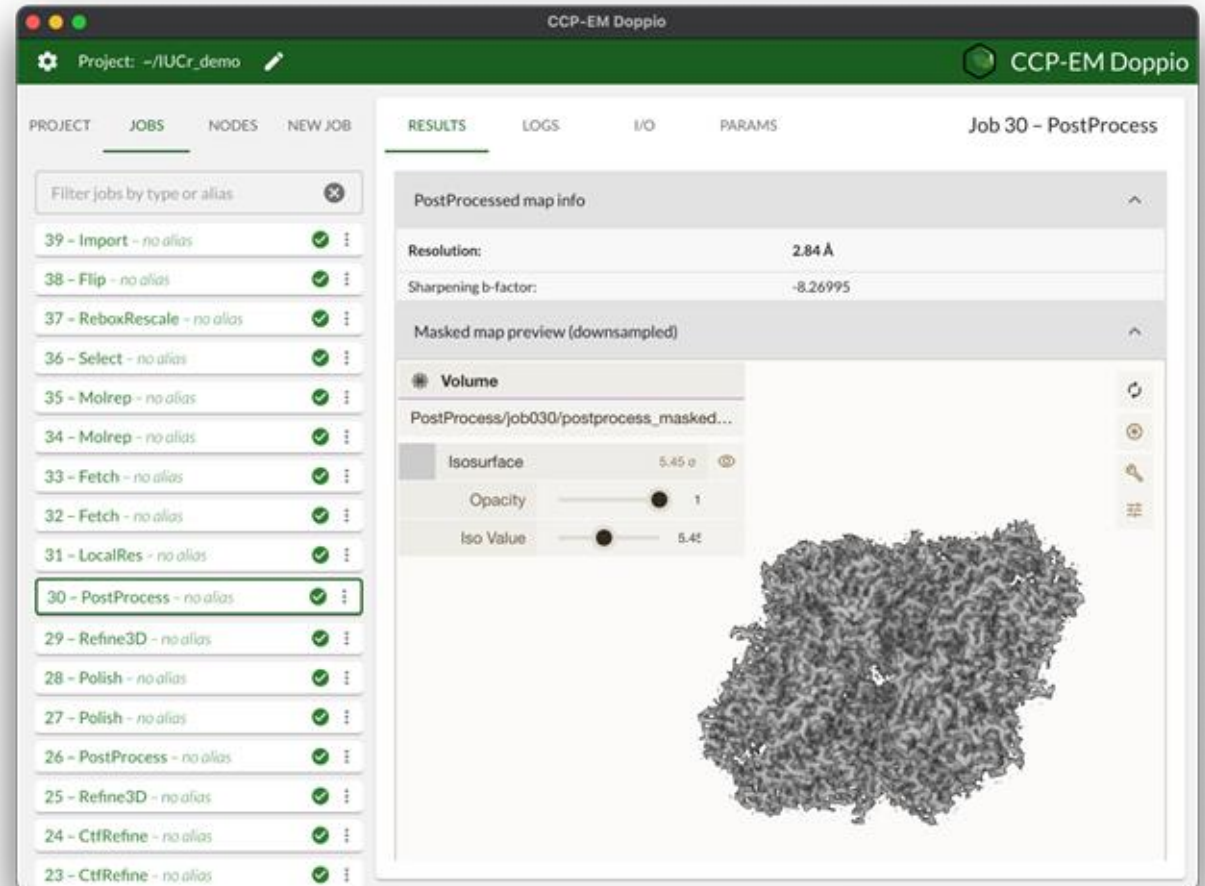 CCP-EM Doppio
Project: ~/IUCr_demo
CCP-EM Doppio
PROJECT JOBS NODES NEW JOB
Filter jobs by type or alias
39 – Import – no alias
38 – Flip – no alias
37 – ReboxRescale – no alias
36 – Select – no alias
35 – Molrep – no alias
34 – Molrep – no alias
33 – Fetch – no alias
32 – Fetch – no alias
31 – LocalRes – no alias
30 – PostProcess – no alias
29 – Refine3D – no alias
28 – Polish – no alias
27 – Polish – no alias
26 – PostProcess – no alias
25 – Refine3D – no alias
24 – CtfRefine – no alias
23 – CtfRefine – no alias
RESULTS LOGS I/O PARAMS Job 30 – PostProcess
PostProcessed map info
Resolution: 2.84 Å
Sharpening b-factor: -8.26995
Masked map preview (downsampled)
Volume
PostProcess/job030/postprocess_masked...
Isosurface 5.45 σ
Opacity 1
Iso Value 5.45